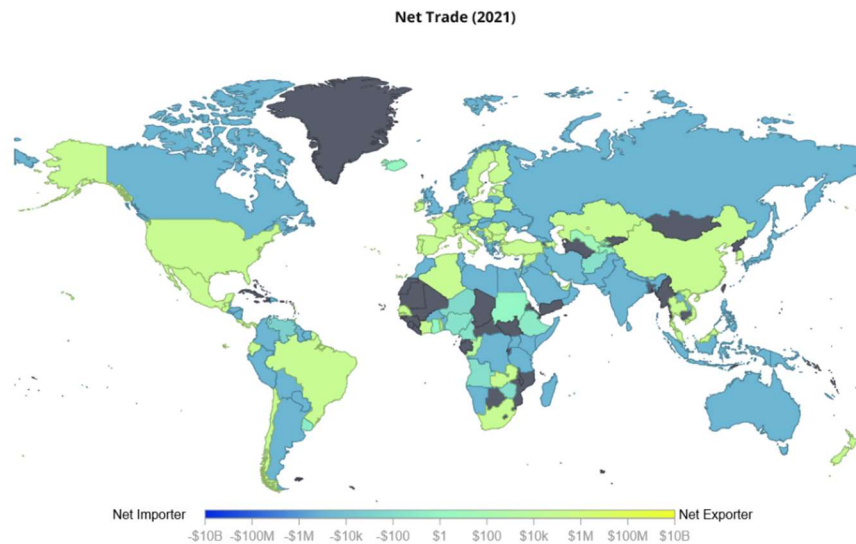 Net Trade (2021)
Net Importer
Net Exporter
-$10B -$100M -$1M -$10k -$100 $1 $100 $10k $1M $100M $10B